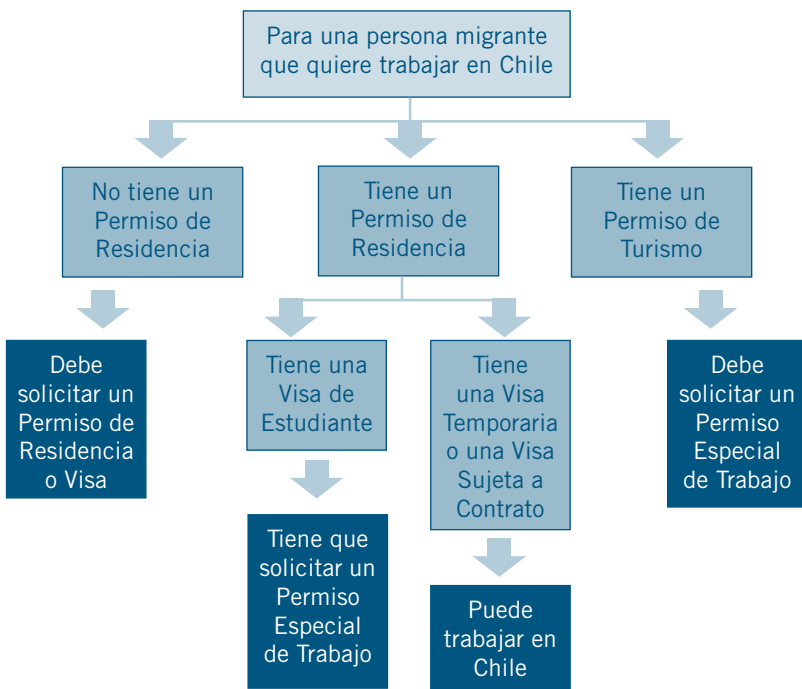 Para una persona migrante
que quiere trabajar en Chile
No tiene un
Permiso de
Residencia
Tiene un
Permiso de
Residencia
Tiene un
Permiso de
Turismo
Debe
solicitar un
Permiso de
Residencia
o Visa
Tiene una
Visa de
Estudiante
Tiene
una Visa
Temporaria
o una Visa
Sujeta a
Contrato
Debe
solicitar un
Permiso
Especial
de Trabajo
Tiene que
solicitar un
Permiso
Especial
de Trabajo
Puede
trabajar en
Chile